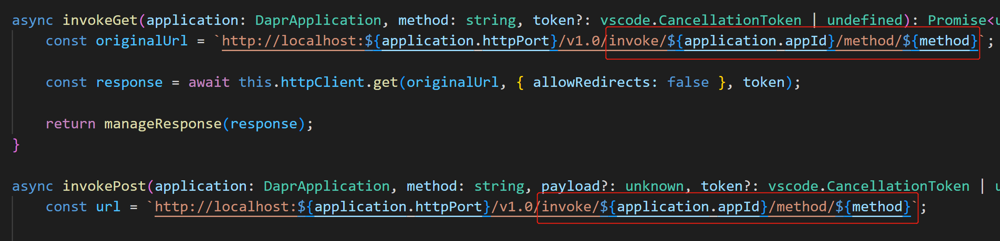 async invokeGet(application: DaprApplication, method: string, token?: vscode.CancellationToken | undefined): Promise<u
const originalUrl = `http://localhost:${application.httpPort}/v1.0/invoke/${application.appId}/method/${method}`;
const response = await this.httpClient.get(originalUrl, { allowRedirects: false }, token);
return manageResponse(response);
}
async invokePost(application: DaprApplication, method: string, payload?: unknown, token?: vscode.CancellationToken | u
const url = `http://localhost:${application.httpPort}/v1.0/invoke/${application.appId}/method/${method}`;